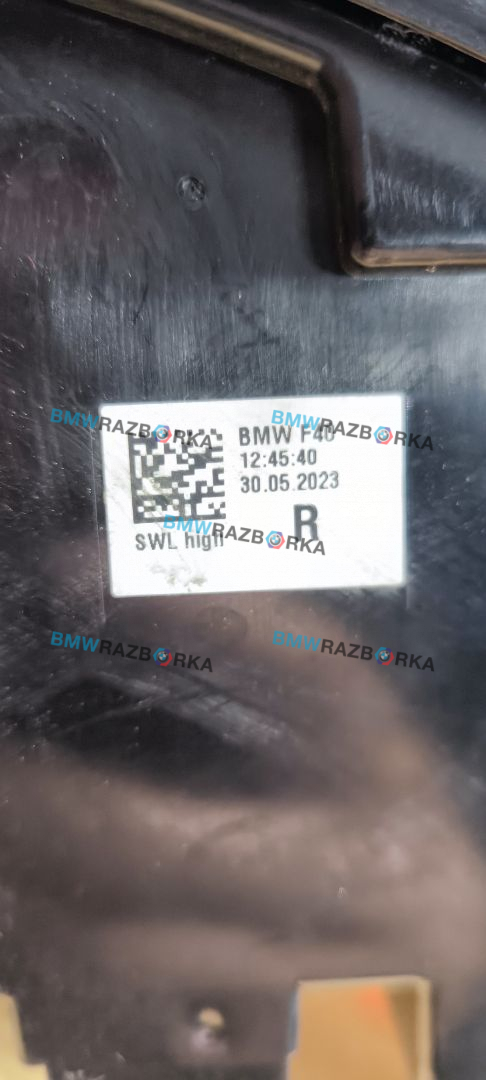 BMW F40
12:45:40
30.05.2023
R
SWL high
BMWRAZBORKA
BMWRAZBORKA
BMWRAZBORKA
BMWRAZBORKA
BMWRAZBORKA